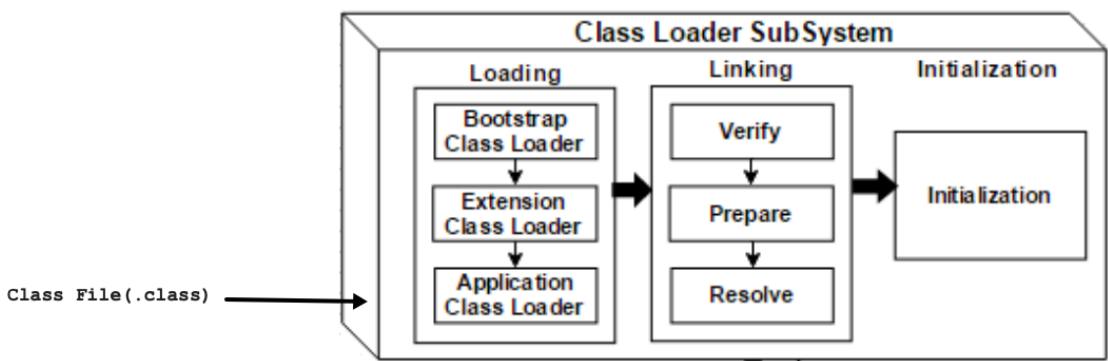 Class Loader SubSystem
Loading
Linking
Initialization
Bootstrap
Class Loader
Extension
Class Loader
Application
Class Loader
Verify
Prepare
Resolve
Initialization
Class File(.class)